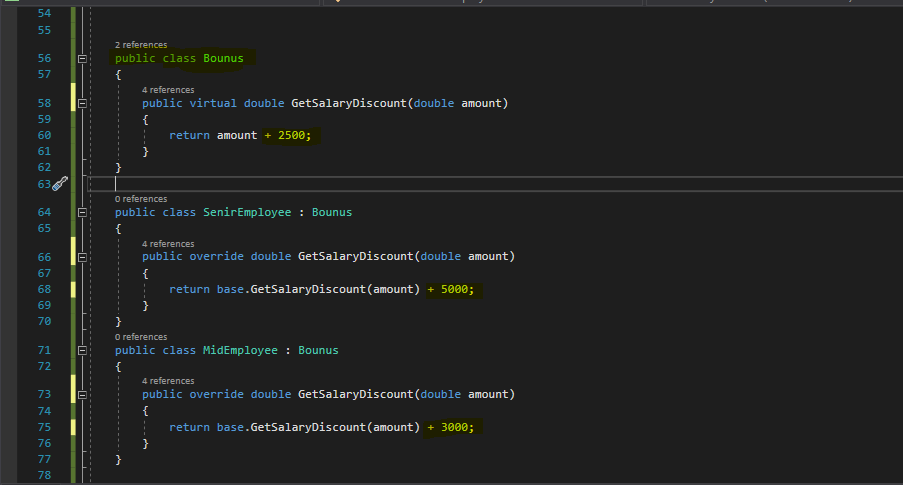 54
55
2 references
56 public class Bounus
57 {
4 references
58 public virtual double GetSalaryDiscount(double amount)
59 {
60 return amount + 2500;
61 }
62 }
63
0 references
64 public class SenirEmployee : Bounus
65 {
4 references
66 public override double GetSalaryDiscount(double amount)
67 {
68 return base.GetSalaryDiscount(amount) + 5000;
69 }
70 }
0 references
71 public class MidEmployee : Bounus
72 {
4 references
73 public override double GetSalaryDiscount(double amount)
74 {
75 return base.GetSalaryDiscount(amount) + 3000;
76 }
77 }
78